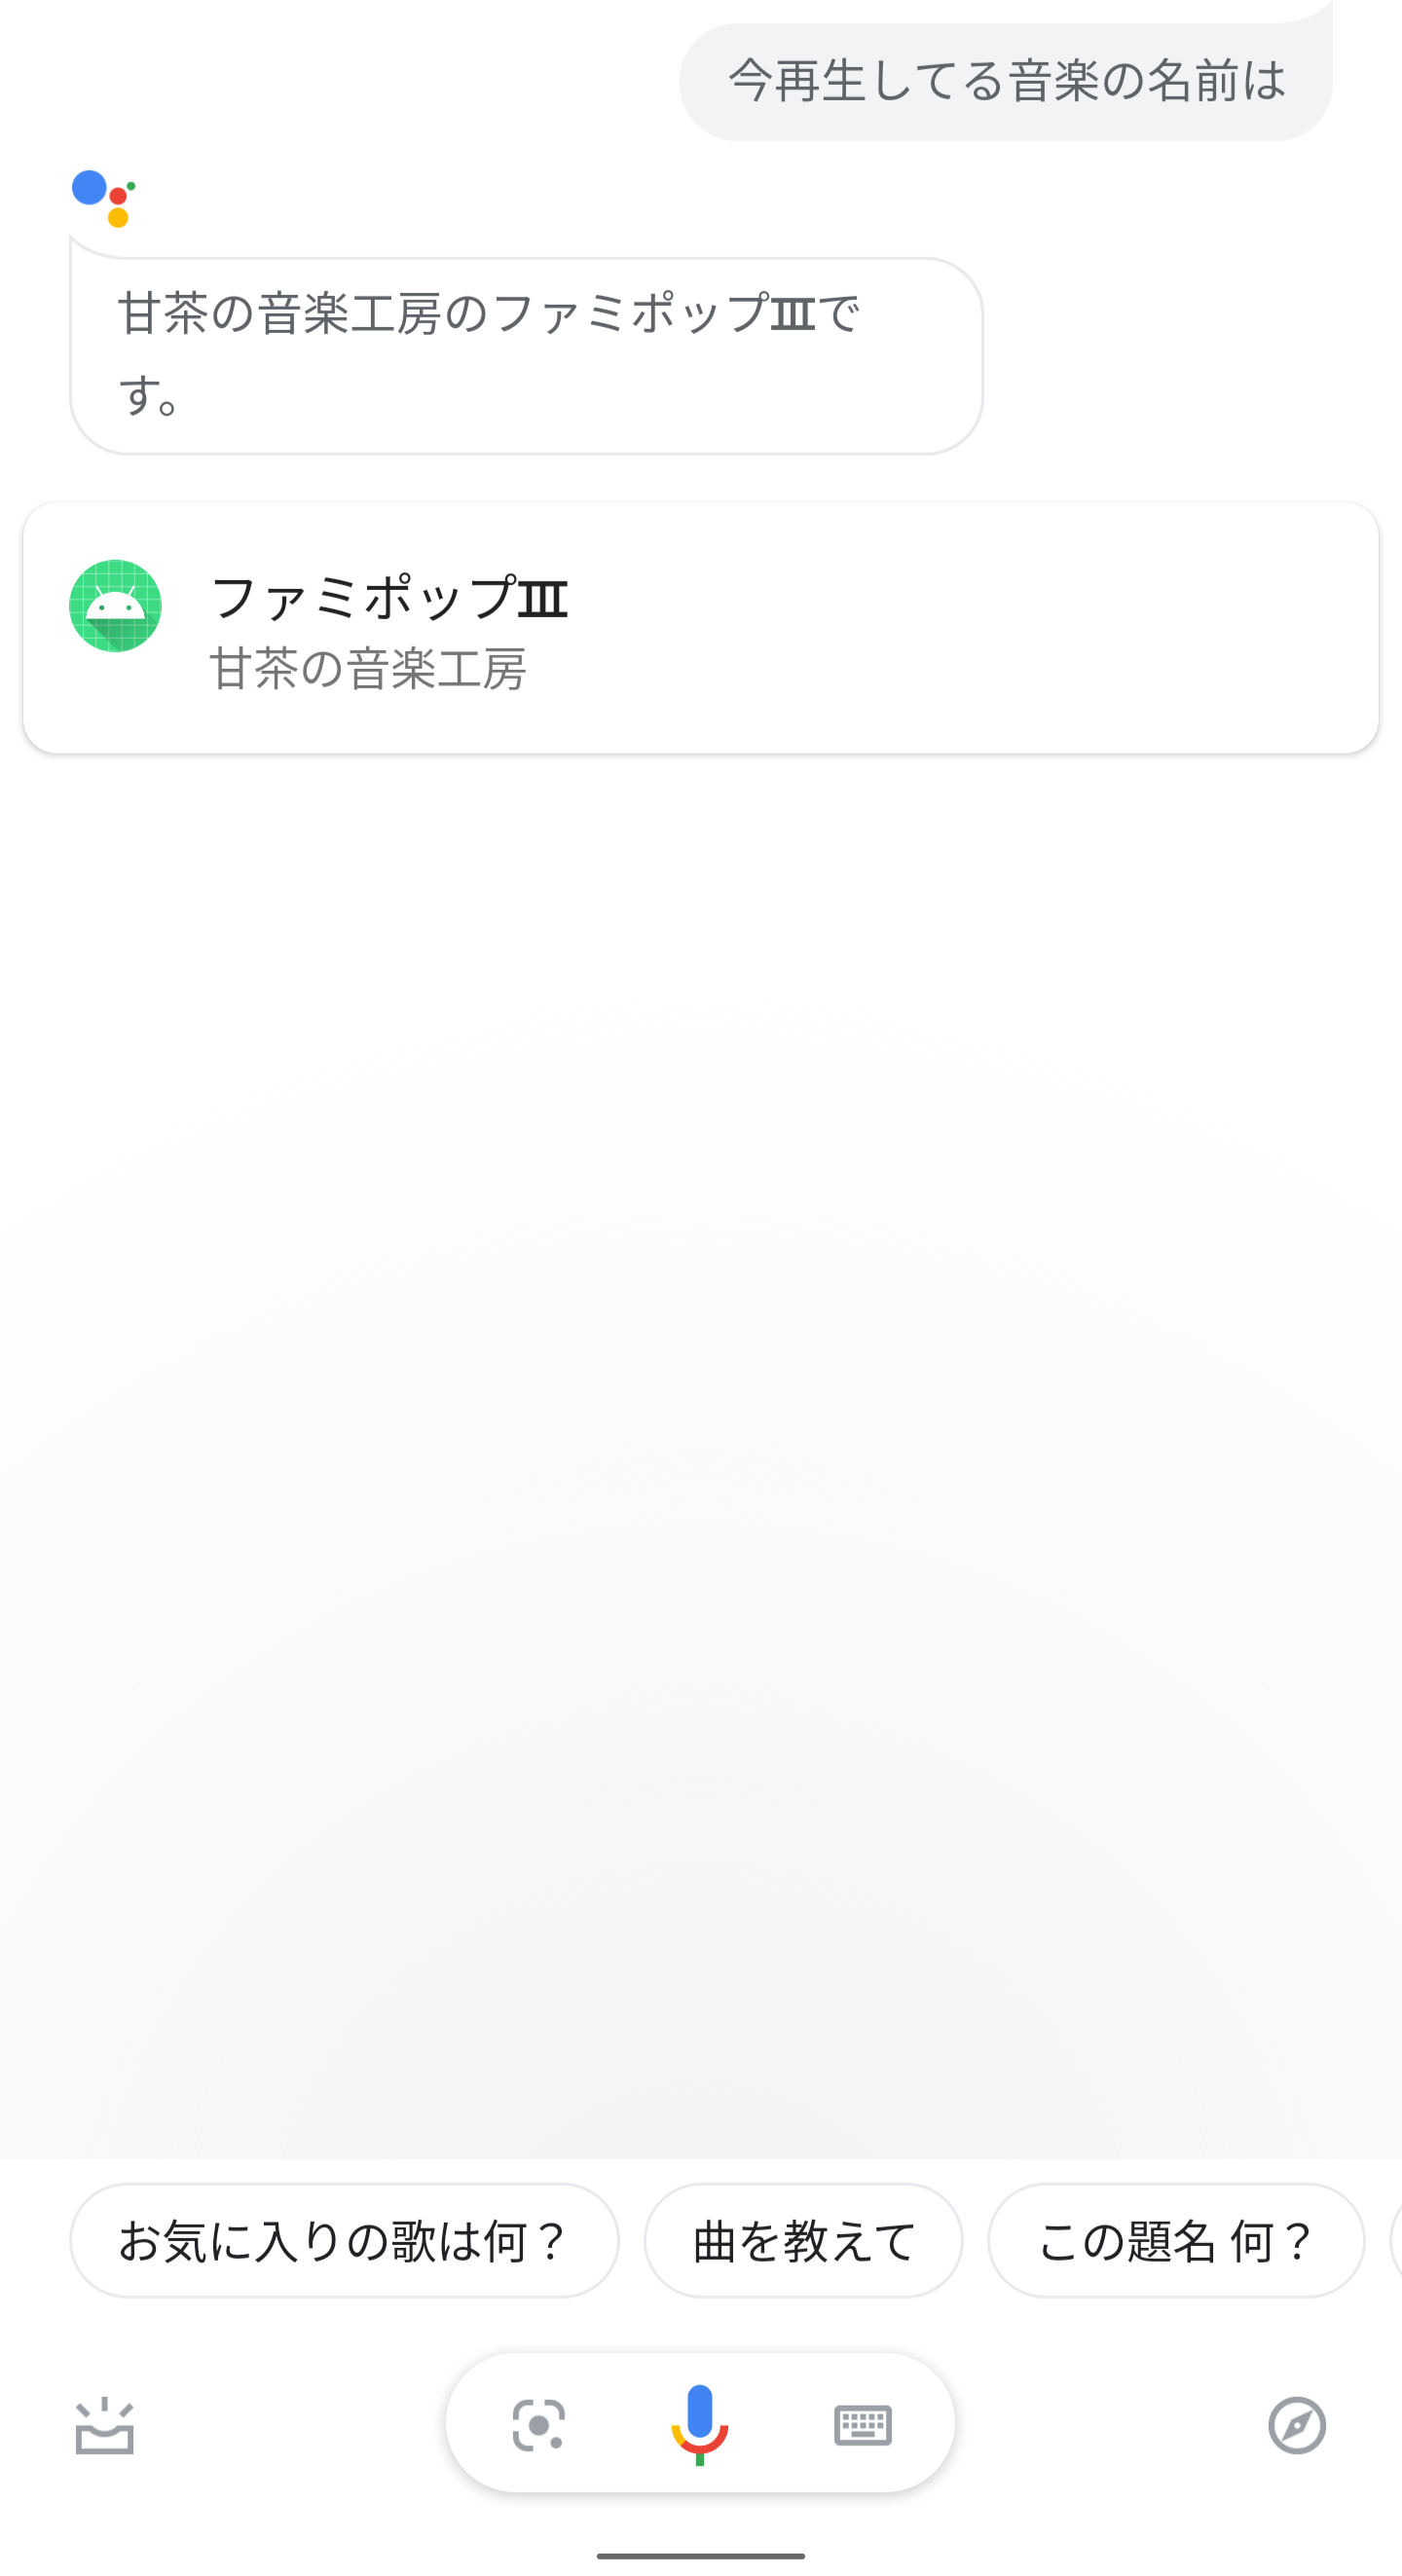 今再生してる音楽の名前は
甘茶の音楽工房のファミポップⅢで
す。
ファミポップⅢ
甘茶の音楽工房
お気に入りの歌は何？
曲を教えて
この題名 何？